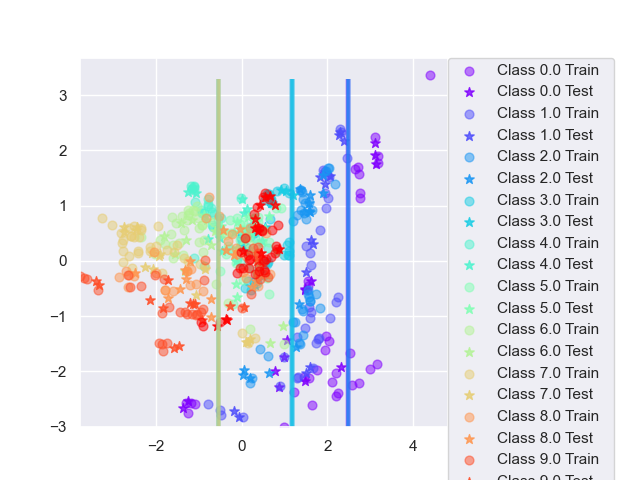 3
2
1
0
−1
−2
−3
−2
0
2
4
Class 0.0 Train
Class 0.0 Test
Class 1.0 Train
Class 1.0 Test
Class 2.0 Train
Class 2.0 Test
Class 3.0 Train
Class 3.0 Test
Class 4.0 Train
Class 4.0 Test
Class 5.0 Train
Class 5.0 Test
Class 6.0 Train
Class 6.0 Test
Class 7.0 Train
Class 7.0 Test
Class 8.0 Train
Class 8.0 Test
Class 9.0 Train
Class 9.0 Test